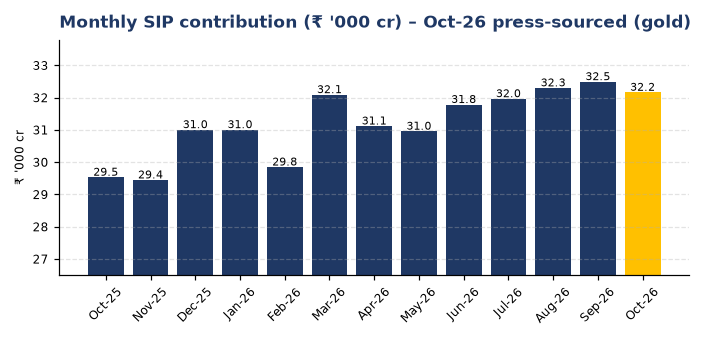 Monthly SIP contribution (₹ '000 cr) – Oct-26 press-sourced (gold)
₹ '000 cr
33
32
31
30
29
28
27
29.5
29.4
31.0
31.0
29.8
32.1
31.1
31.0
31.8
32.0
32.3
32.5
32.2
Oct-25
Nov-25
Dec-25
Jan-26
Feb-26
Mar-26
Apr-26
May-26
Jun-26
Jul-26
Aug-26
Sep-26
Oct-26